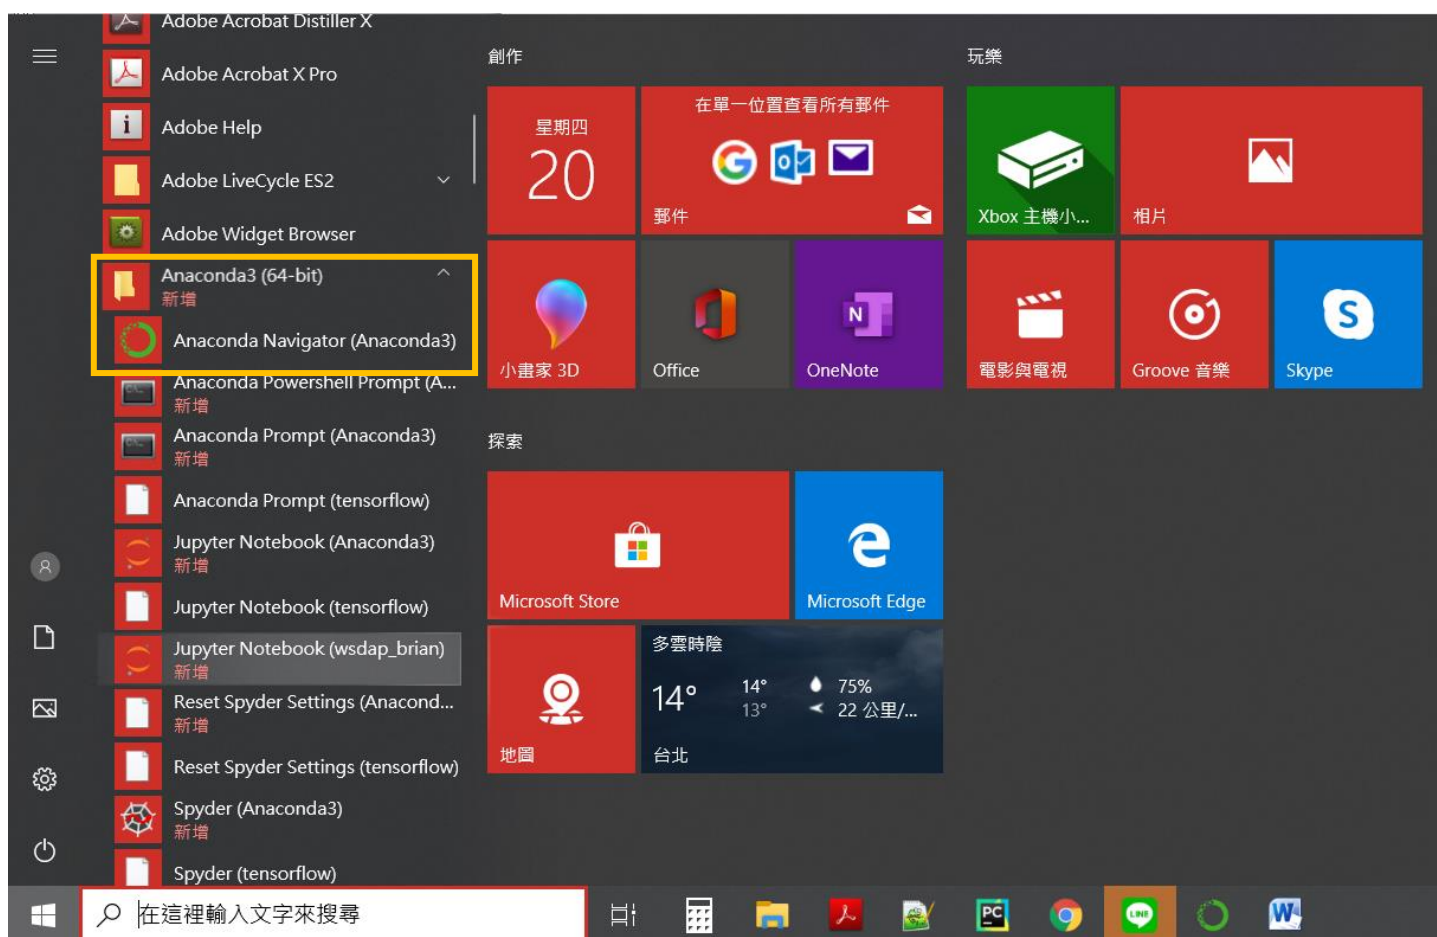 Adobe Acrobat Distiller X
Adobe Acrobat X Pro
Adobe Help
Adobe LiveCycle ES2
Adobe Widget Browser
Anaconda3 (64-bit)
新增
Anaconda Navigator (Anaconda3)
Anaconda Powershell Prompt (A...
新增
Anaconda Prompt (Anaconda3)
新增
Anaconda Prompt (tensorflow)
Jupyter Notebook (Anaconda3)
新增
Jupyter Notebook (tensorflow)
Jupyter Notebook (wsdap_brian)
新增
Reset Spyder Settings (Anacond...
新增
Reset Spyder Settings (tensorflow)
Spyder (Anaconda3)
新增
Spyder (tensorflow)
創作
星期四
20
在單一位置查看所有郵件
郵件
小畫家 3D
Office
N
OneNote
玩樂
Xbox 主機小...
相片
電影與電視
Groove 音樂
S
Skype
探索
Microsoft Store
Microsoft Edge
地圖
多雲時陰
14°
14°
13°
75%
22 公里/...
台北
在這裡輸入文字來搜尋
PC
LINE
W